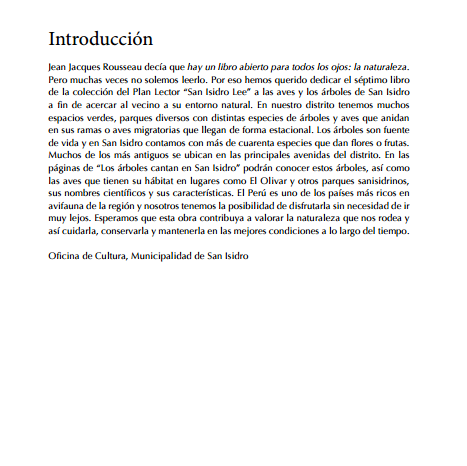 Introducción
Jean Jacques Rousseau decía que hay un libro abierto para todos los ojos: la naturaleza.
Pero muchas veces no solemos leerlo. Por eso hemos querido dedicar el séptimo libro
de la colección del Plan Lector “San Isidro Lee” a las aves y los árboles de San Isidro
a fin de acercar al vecino a su entorno natural. En nuestro distrito tenemos muchos
espacios verdes, parques diversos con distintas especies de árboles y aves que anidan
en sus ramas o aves migratorias que llegan de forma estacional. Los árboles son fuente
de vida y en San Isidro contamos con más de cuarenta especies que dan flores o frutas.
Muchos de los más antiguos se ubican en las principales avenidas del distrito. En las
páginas de “Los árboles cantan en San Isidro” podrán conocer estos árboles, así como
las aves que tienen su hábitat en lugares como El Olivar y otros parques sanisidrinos,
sus nombres científicos y sus características. El Perú es uno de los países más ricos en
avifauna de la región y nosotros tenemos la posibilidad de disfrutarla sin necesidad de ir
muy lejos. Esperamos que esta obra contribuya a valorar la naturaleza que nos rodea y
así cuidarla, conservarla y mantenerla en las mejores condiciones a lo largo del tiempo.
Oficina de Cultura, Municipalidad de San Isidro